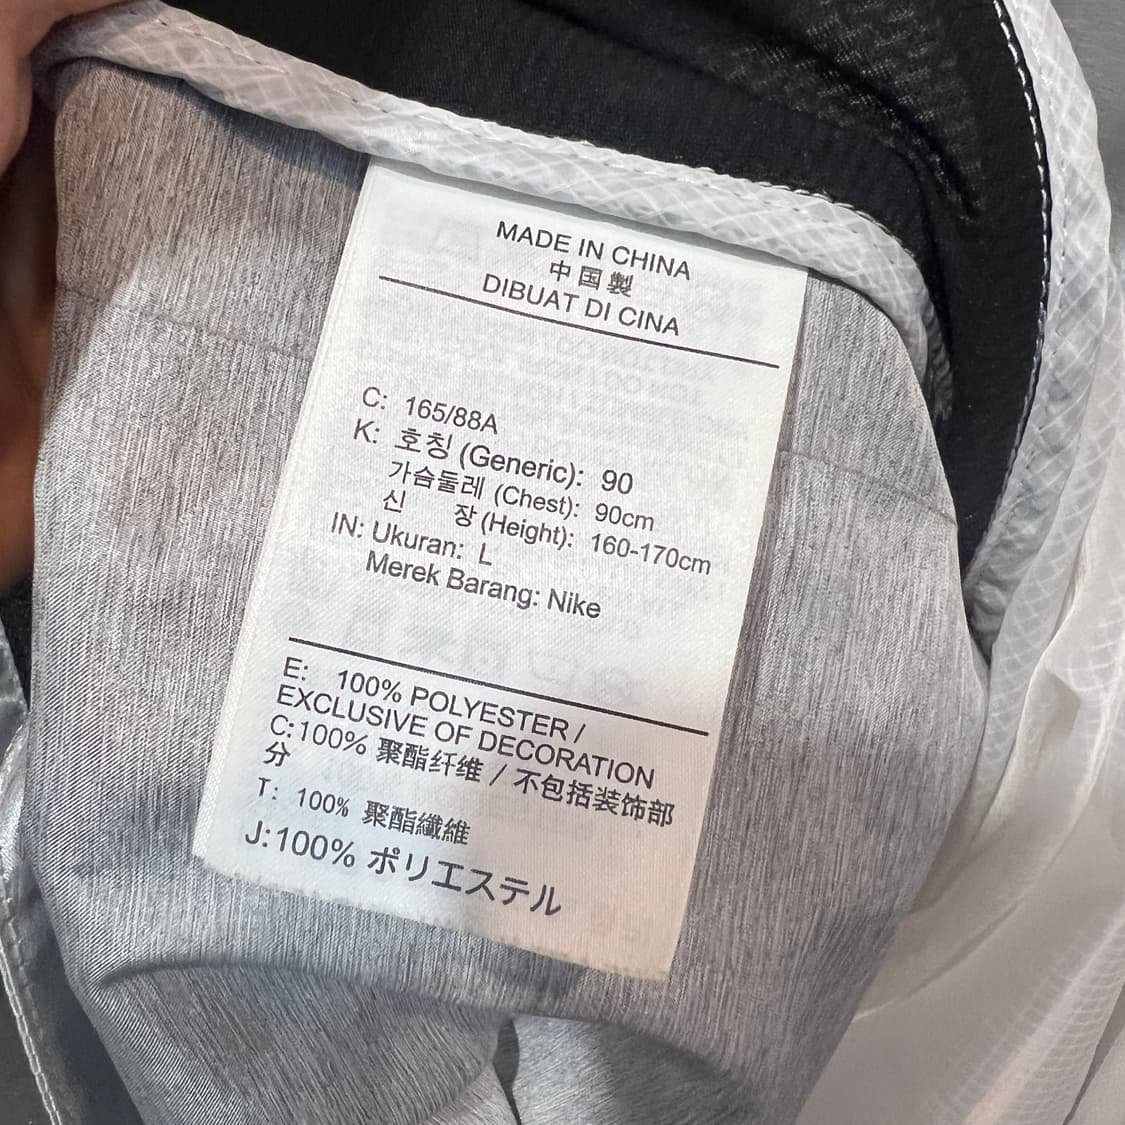 MADE IN CHINA
中国製
DIBUAT DI CINA
C: 165/88A
K: 호칭 (Generic): 90
가슴둘레 (Chest): 90cm
신 장 (Height): 160-170cm
IN: Ukuran: L
Merek Barang: Nike
E: 100% POLYESTER /
EXCLUSIVE OF DECORATION
C:100% 聚酯纤维 / 不包括装饰部
分
T: 100% 聚酯纖維
J:100% ポリエステル